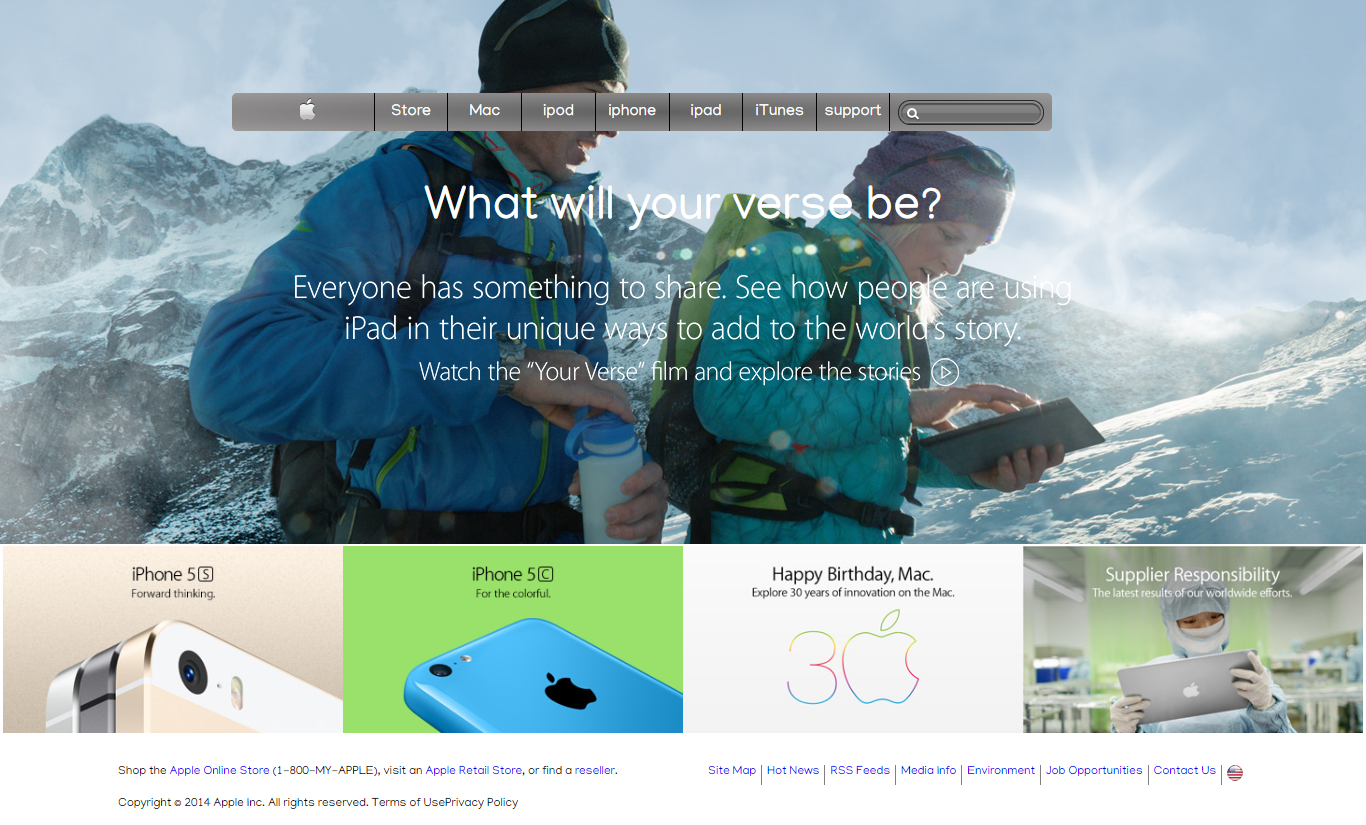 Store Mac ipod iphone ipad iTunes support
What will your verse be?
Everyone has something to share. See how people are using
iPad in their unique ways to add to the world's story.
Watch the “Your Verse” film and explore the stories
iPhone 5S
Forward thinking.
iPhone 5C
For the colorful.
Happy Birthday, Mac.
Explore 30 years of innovation on the Mac.
30
Supplier Responsibility
The latest results of our worldwide efforts.
Shop the Apple Online Store (1-800-MY-APPLE), visit an Apple Retail Store, or find a reseller.
Site Map Hot News RSS Feeds Media Info Environment Job Opportunities Contact Us
Copyright © 2014 Apple Inc. All rights reserved. Terms of UsePrivacy Policy